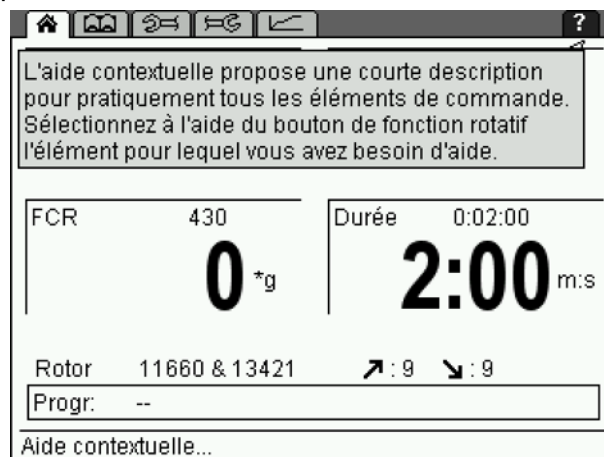 ?
L'aide contextuelle propose une courte description
pour pratiquement tous les éléments de commande.
Sélectionnez à l'aide du bouton de fonction rotatif
l'élément pour lequel vous avez besoin d'aide.
FCR 430
0 *g
Durée 0:02:00
2:00 m:s
Rotor 11660 & 13421 ↗ : 9 ↘ : 9
Progr: --
Aide contextuelle...